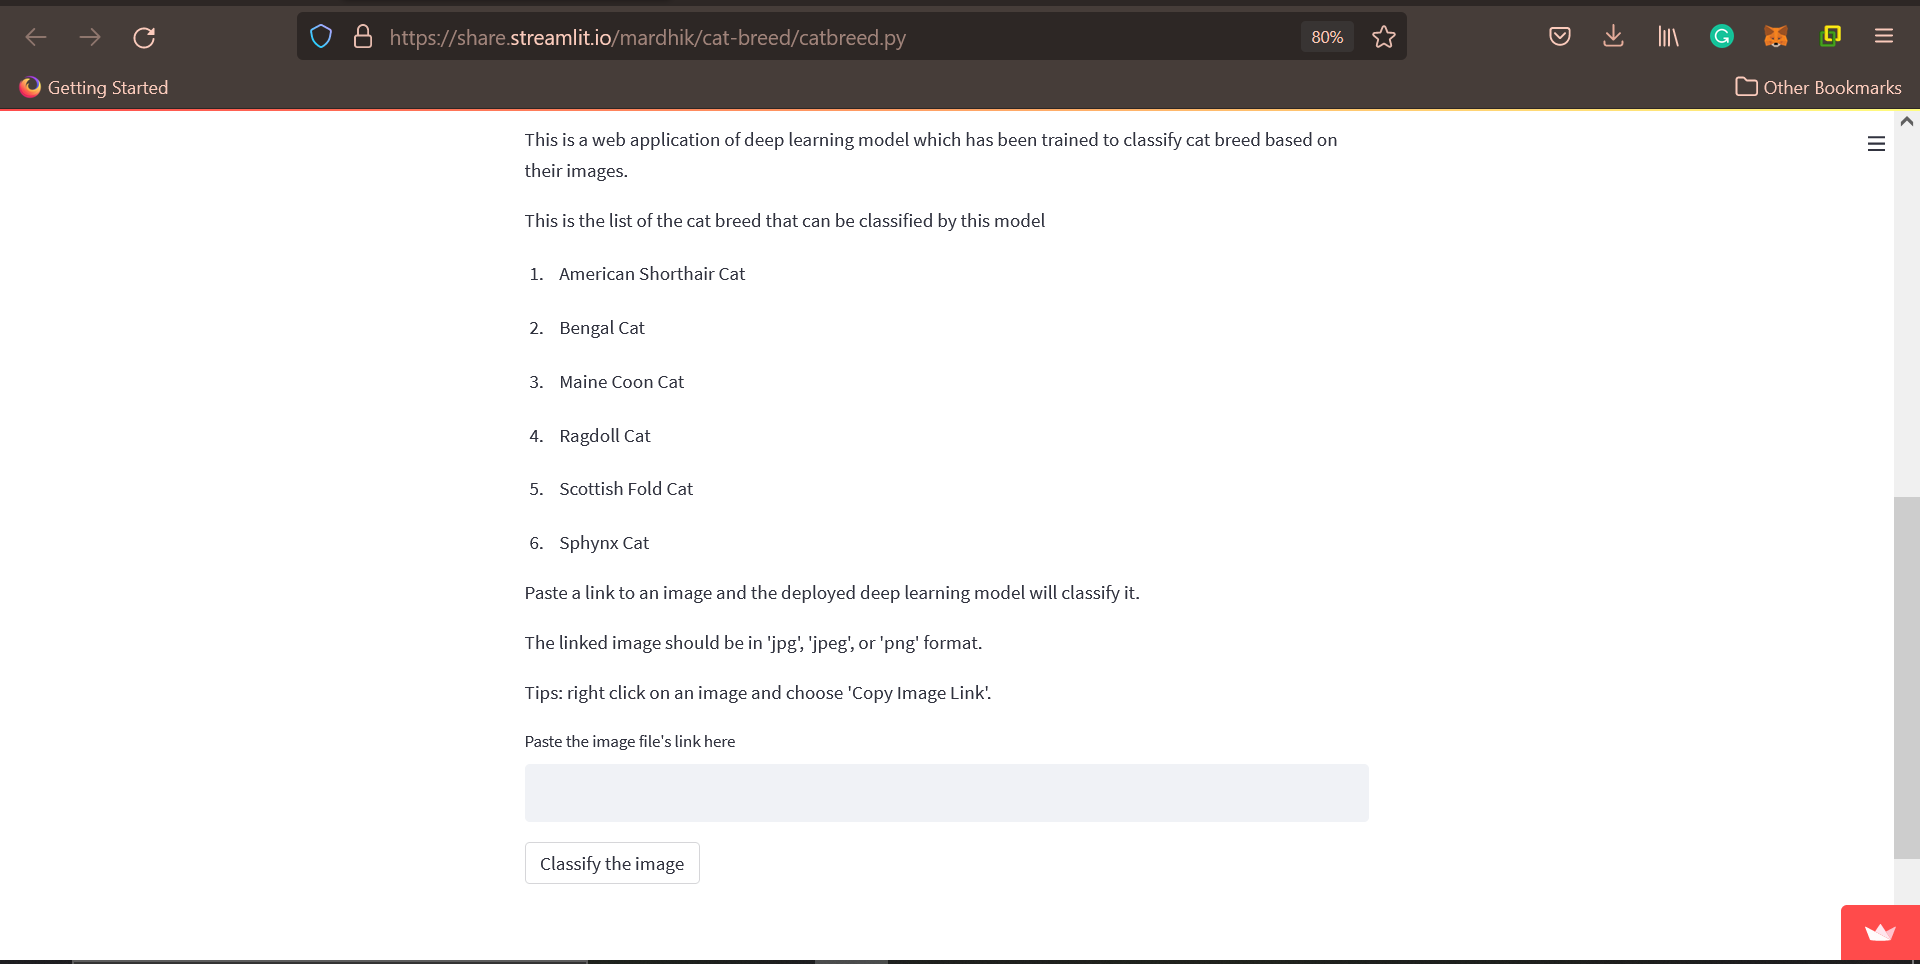 https://share.streamlit.io/mardhik/cat-breed/catbreed.py 80%
Getting Started Other Bookmarks
This is a web application of deep learning model which has been trained to classify cat breed based on
their images.
This is the list of the cat breed that can be classified by this model
1. American Shorthair Cat
2. Bengal Cat
3. Maine Coon Cat
4. Ragdoll Cat
5. Scottish Fold Cat
6. Sphynx Cat
Paste a link to an image and the deployed deep learning model will classify it.
The linked image should be in 'jpg', 'jpeg', or 'png' format.
Tips: right click on an image and choose 'Copy Image Link'.
Paste the image file's link here
Classify the image